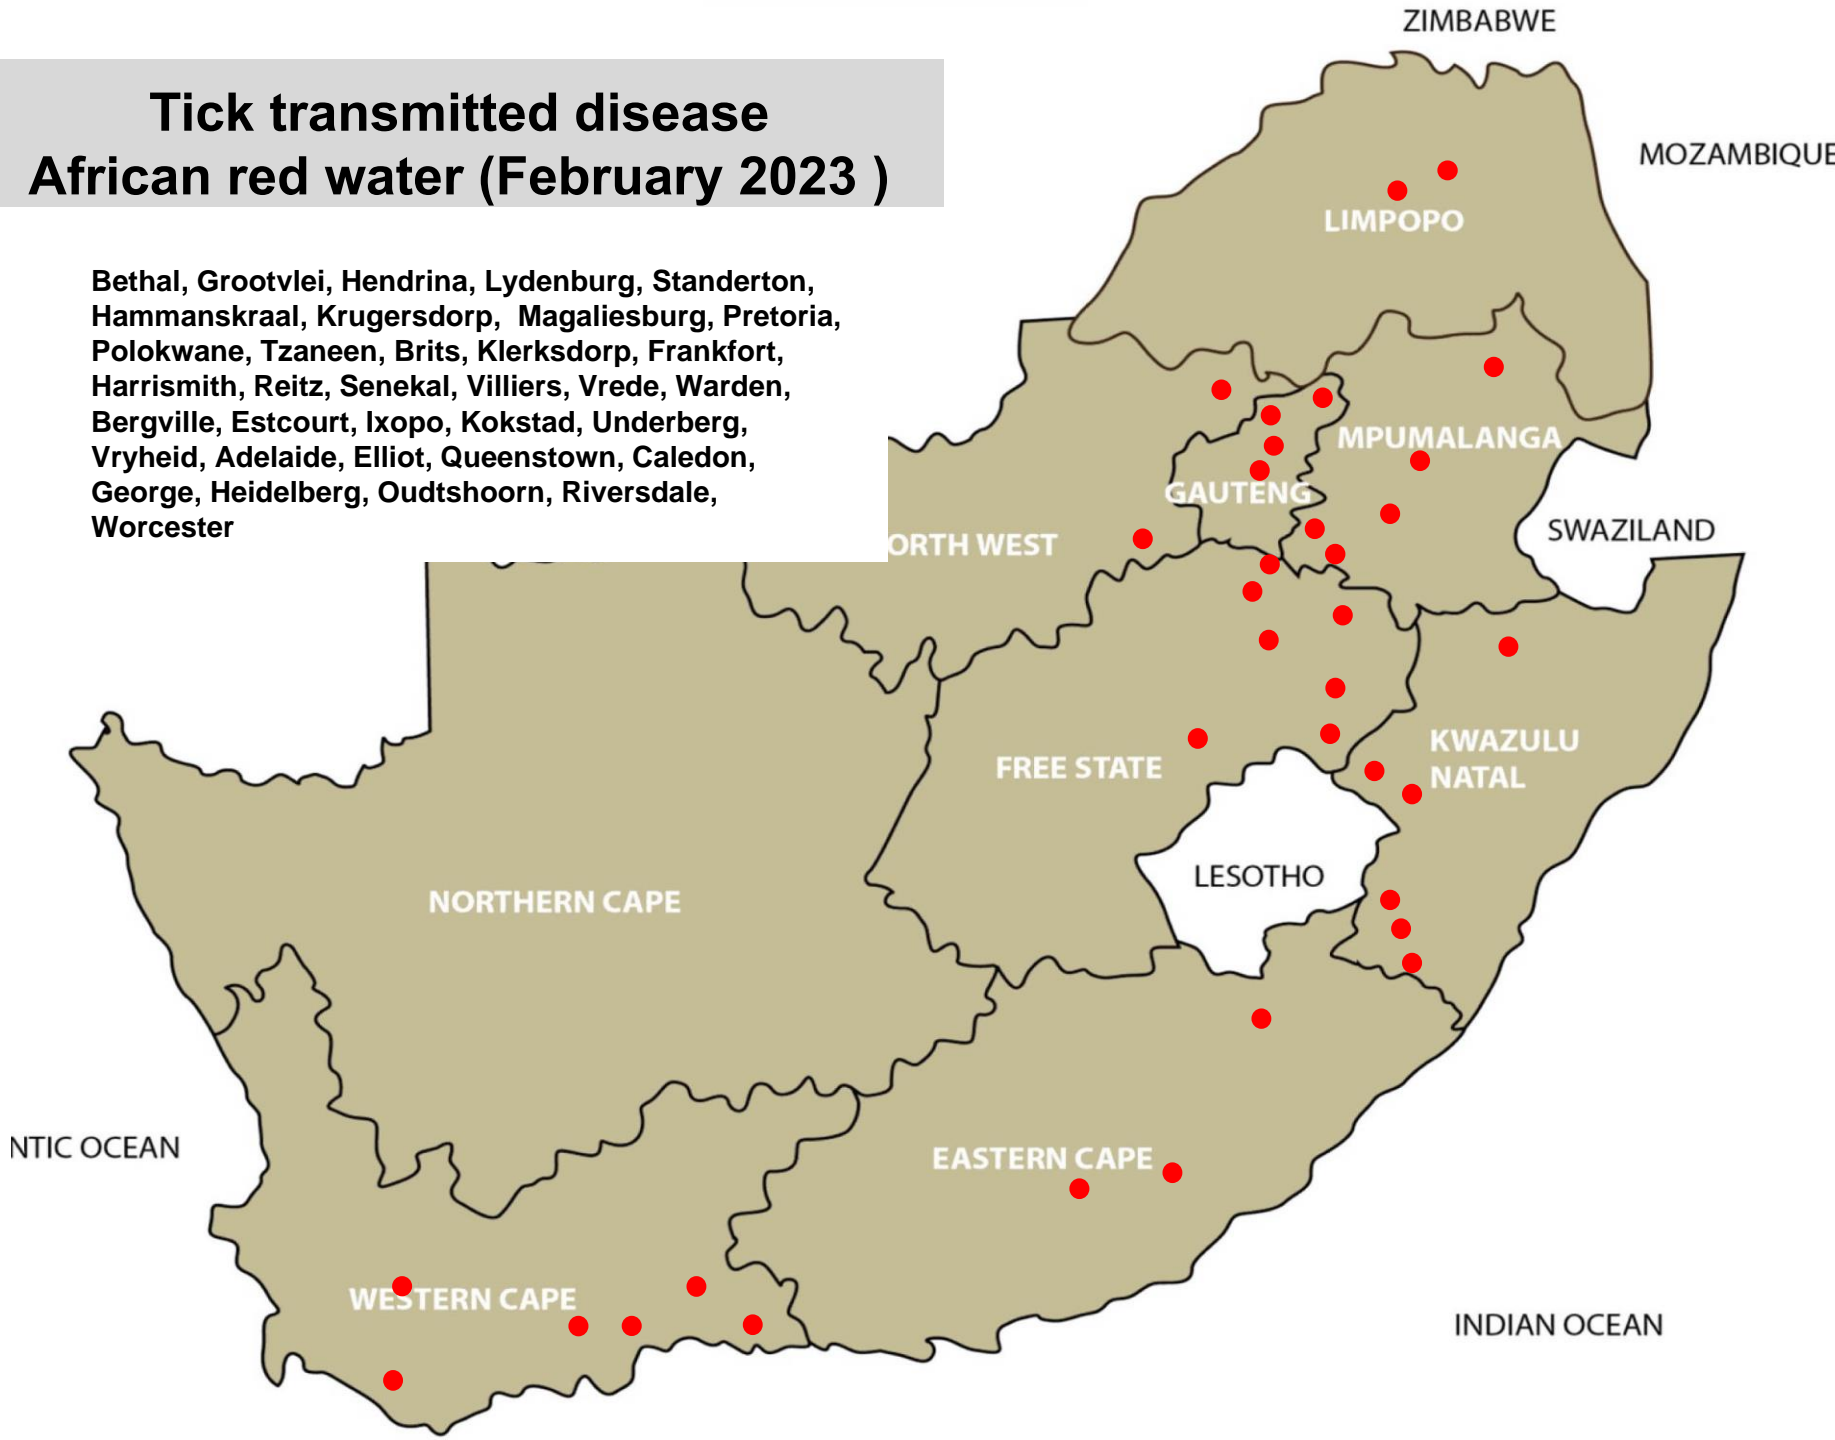 ZIMBABWE
Tick transmitted disease
African red water (February 2023 )
MOZAMBIQUE
LIMPOPO
Bethal, Grootvlei, Hendrina, Lydenburg, Standerton,
Hammanskraal, Krugersdorp, Magaliesburg, Pretoria,
Polokwane, Tzaneen, Brits, Klerksdorp, Frankfort,
Harrismith, Reitz, Senekal, Villiers, Vrede, Warden,
Bergville, Estcourt, Ixopo, Kokstad, Underberg,
Vryheid, Adelaide, Elliot, Queenstown, Caledon,
George, Heidelberg, Oudtshoorn, Riversdale,
Worcester
MPUMALANGA
GAUTENG
SWAZILAND
ORTH WEST
KWAZULU
NATAL
FREE STATE
LESOTHO
NORTHERN CAPE
NTIC OCEAN
EASTERN CAPE
WESTERN CAPE
INDIAN OCEAN